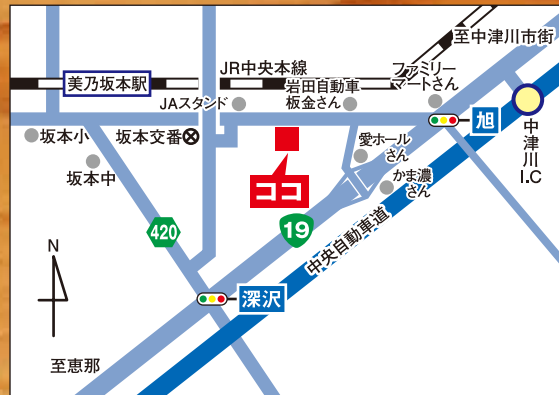 至中津川市街
JR中央本線
ファミリー
マートさん
美乃坂本駅
岩田自動車
板金さん
JAスタンド
旭
中津川
I.C
坂本小
坂本交番
愛ホール
さん
坂本中
かま濃
さん
ココ
19
420
中央自動車道
N
深沢
至恵那